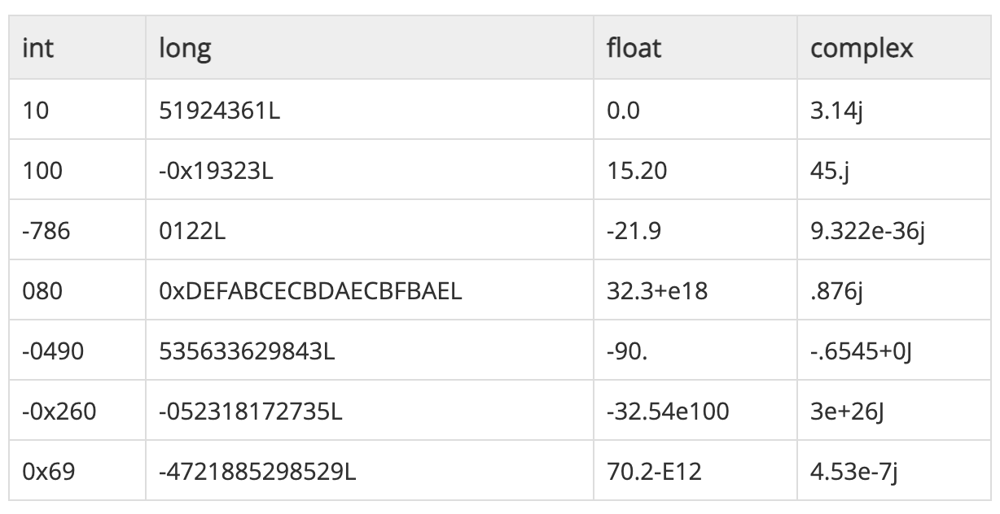 int long float complex
10 51924361L 0.0 3.14j
100 -0x19323L 15.20 45.j
-786 0122L -21.9 9.322e-36j
080 0xDEFABCECBDAECBFBAEL 32.3+e18 .876j
-0490 535633629843L -90. -.6545+0J
-0x260 -052318172735L -32.54e100 3e+26J
0x69 -4721885298529L 70.2-E12 4.53e-7j